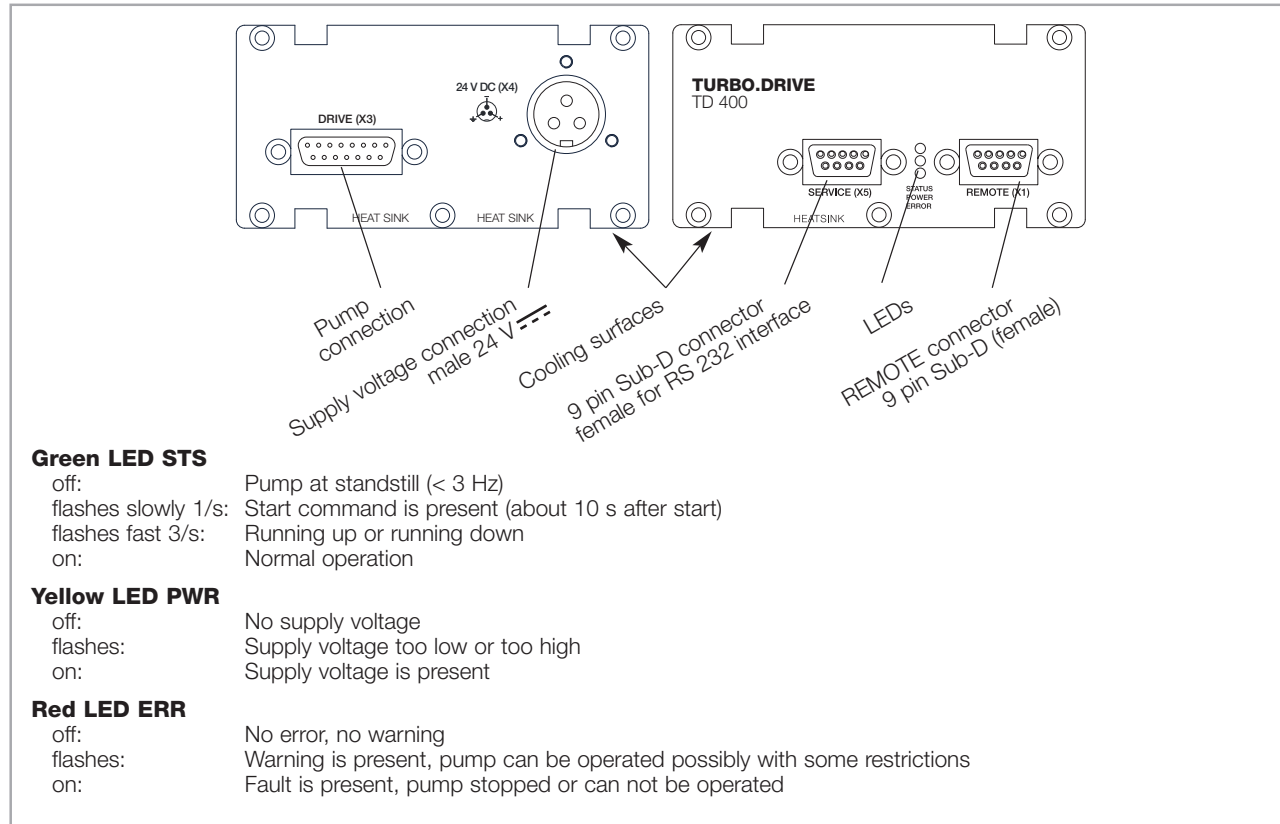 24 V DC (X4)
- +
DRIVE (X3)
HEAT SINK
HEAT SINK
TURBO.DRIVE
TD 400
SERVICE (X5)
STATUS
POWER
ERROR
REMOTE (X1)
HEATSINK
Pump
connection
Supply voltage connection
male 24 V
Cooling surfaces
9 pin Sub-D connector
female for RS 232 interface
LEDs
REMOTE connector
9 pin Sub-D (female)
Green LED STS
off: Pump at standstill (< 3 Hz)
flashes slowly 1/s: Start command is present (about 10 s after start)
flashes fast 3/s: Running up or running down
on: Normal operation
Yellow LED PWR
off: No supply voltage
flashes: Supply voltage too low or too high
on: Supply voltage is present
Red LED ERR
off: No error, no warning
flashes: Warning is present, pump can be operated possibly with some restrictions
on: Fault is present, pump stopped or can not be operated